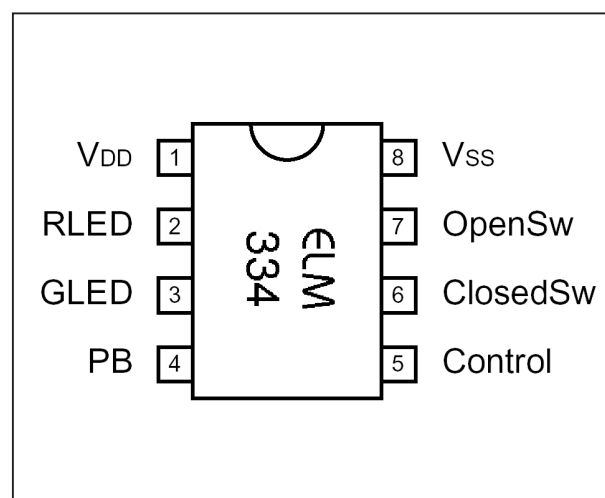 VDD 1 8 VSS
RLED 2 7 OpenSw
GLED 3 6 ClosedSw
PB 4 5 Control
ELM
334